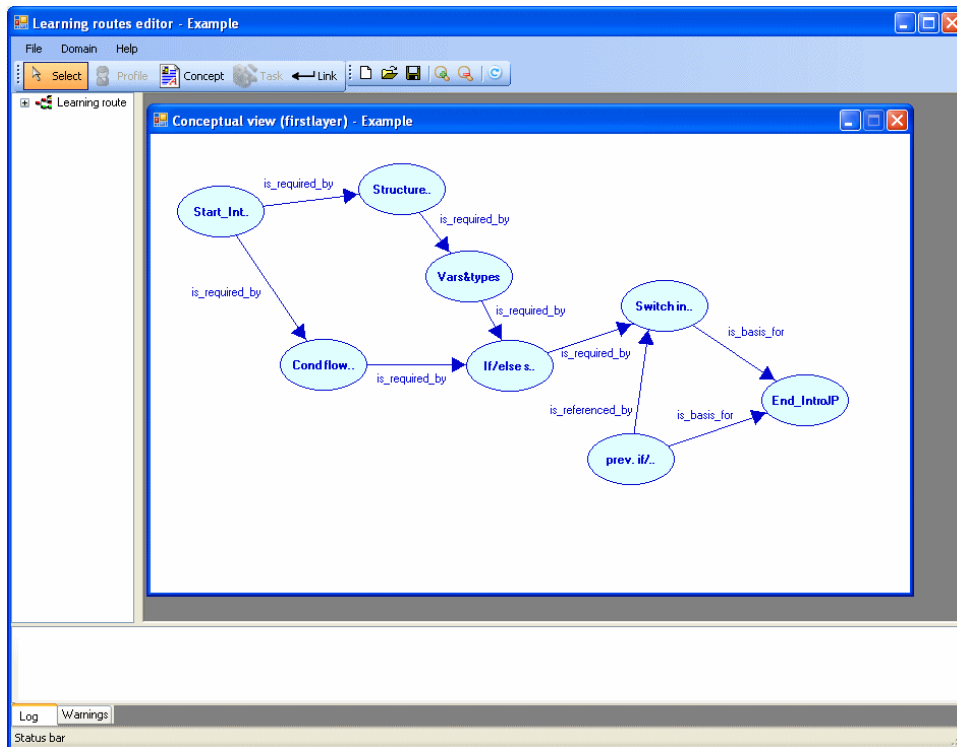 Learning routes editor - Example
File Domain Help
Select Profile Concept Task Link
Learning route
Conceptual view (firstlayer) - Example
is_required_by
Structure..
Start_Int..
is_required_by
Vars&types
is_required_by
Switch in..
is_required_by
is_basis_for
is_required_by
Cond flow..
If/else s..
is_required_by
End_IntroJP
is_referenced_by
is_basis_for
prev. if/..
Log Warnings
Status bar